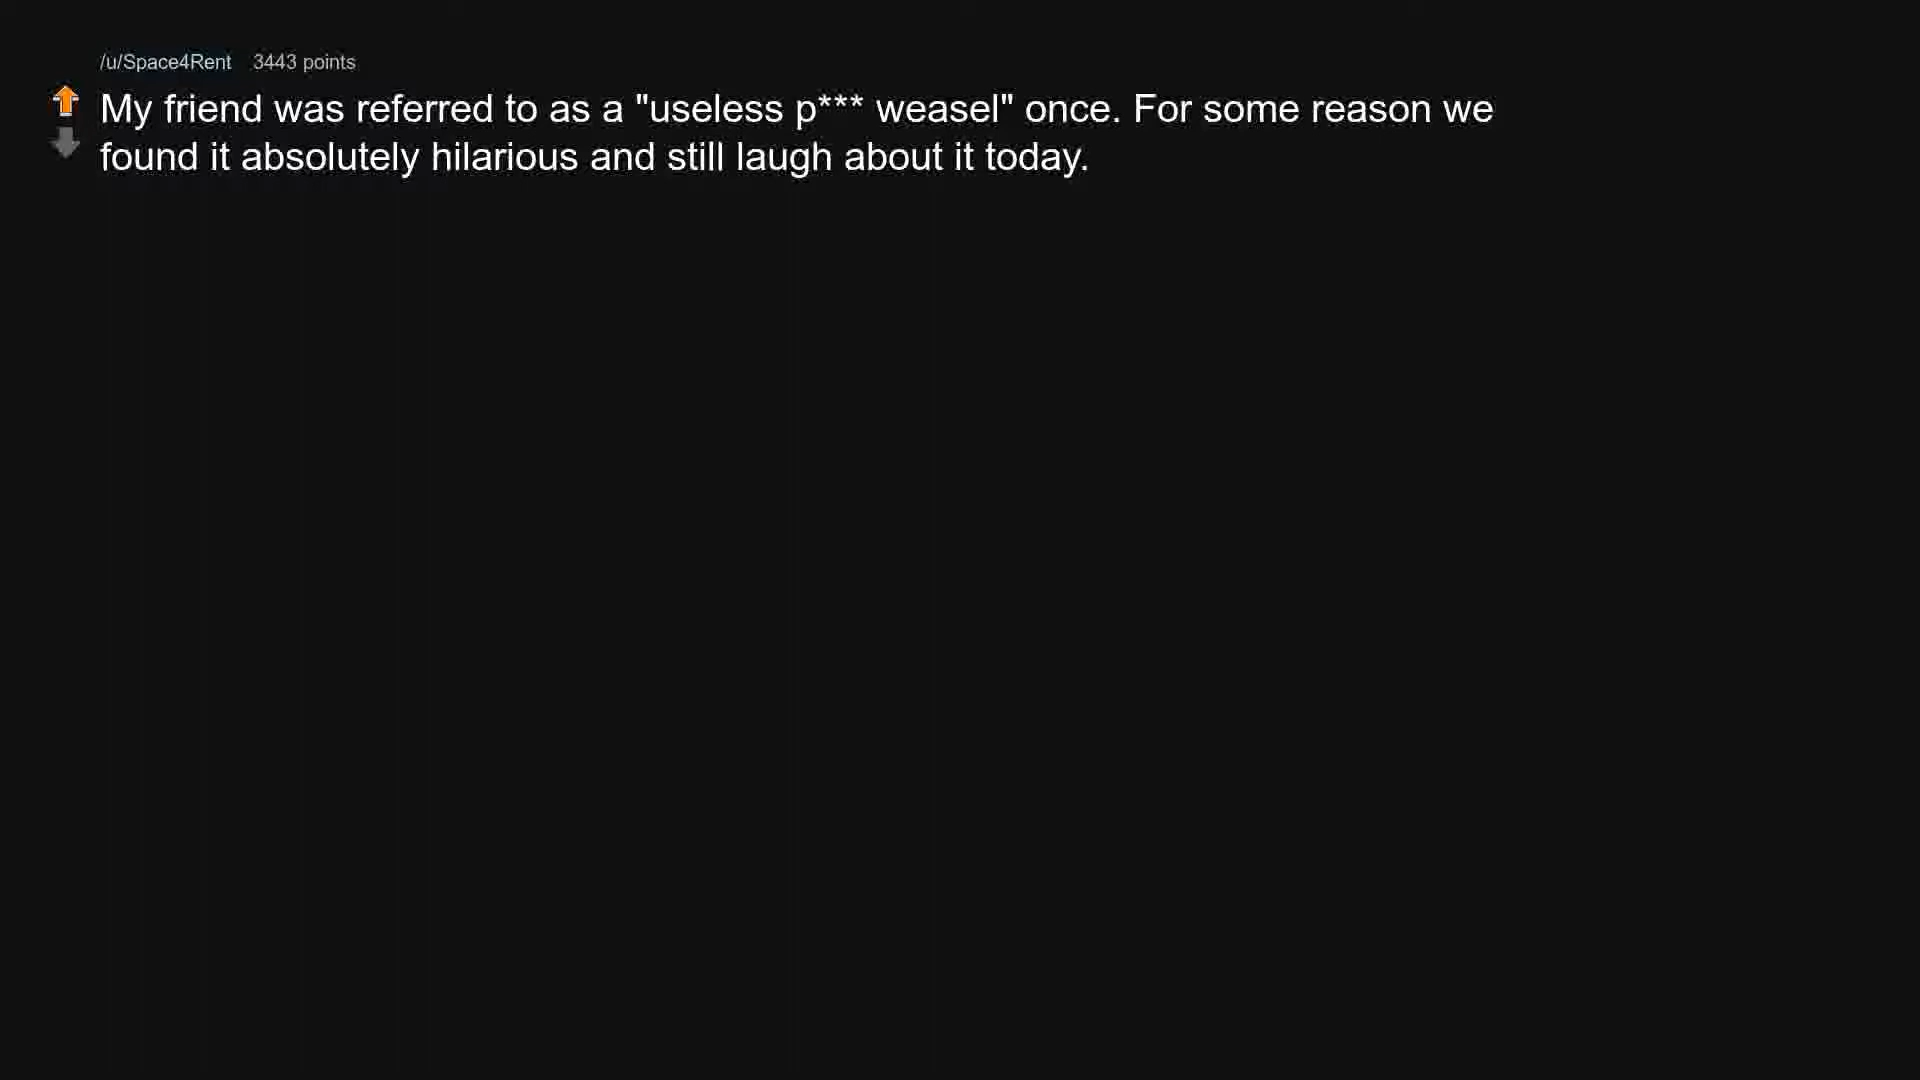 /u/Space4Rent 3443 points
My friend was referred to as a "useless p*** weasel" once. For some reason we
found it absolutely hilarious and still laugh about it today.